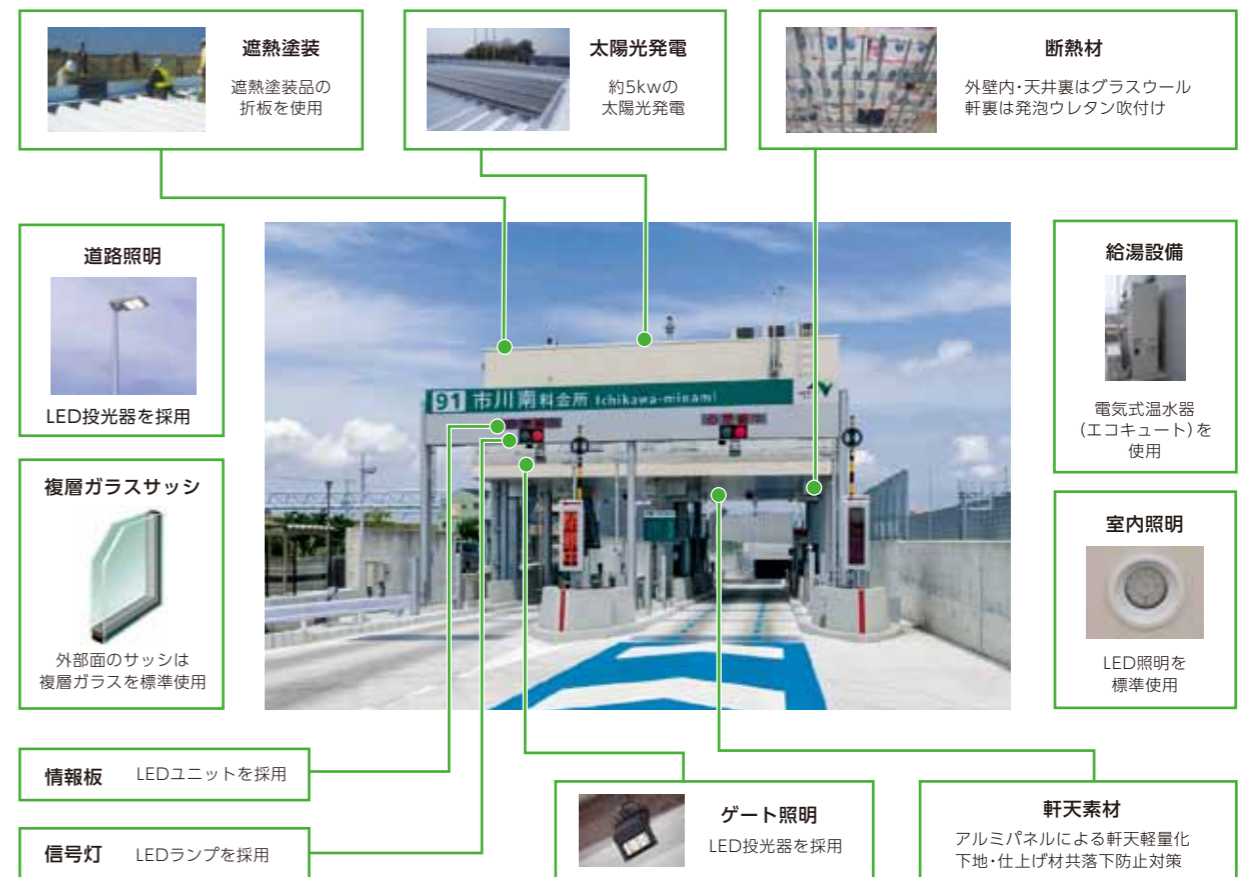 遮熱塗装
遮熱塗装品の
折板を使用
太陽光発電
約5kwの
太陽光発電
断熱材
外壁内・天井裏はグラスウール
軒裏は発泡ウレタン吹付け
道路照明
LED投光器を採用
給湯設備
電気式温水器
(エコキュート)を
使用
91 市川南料金所 Ichikawa-minami
複層ガラスサッシ
外部面のサッシは
複層ガラスを標準使用
室内照明
LED照明を
標準使用
情報板 LEDユニットを採用
信号灯 LEDランプを採用
ゲート照明
LED投光器を採用
軒天素材
アルミパネルによる軒天軽量化
下地・仕上げ材共落下防止対策